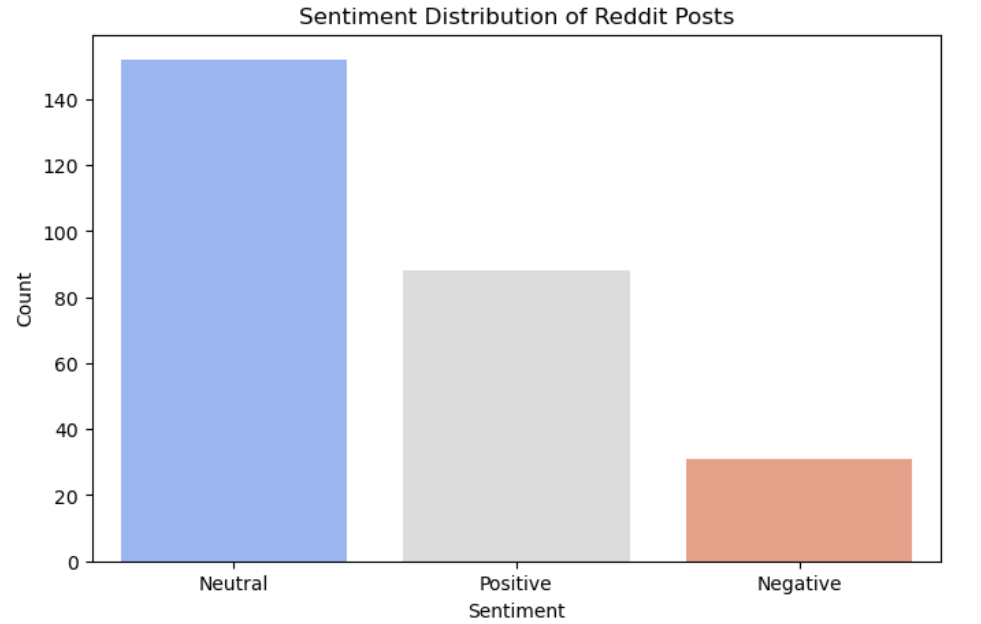 Sentiment Distribution of Reddit Posts
140
120
100
80
60
40
20
0
Count
Neutral Positive Negative
Sentiment